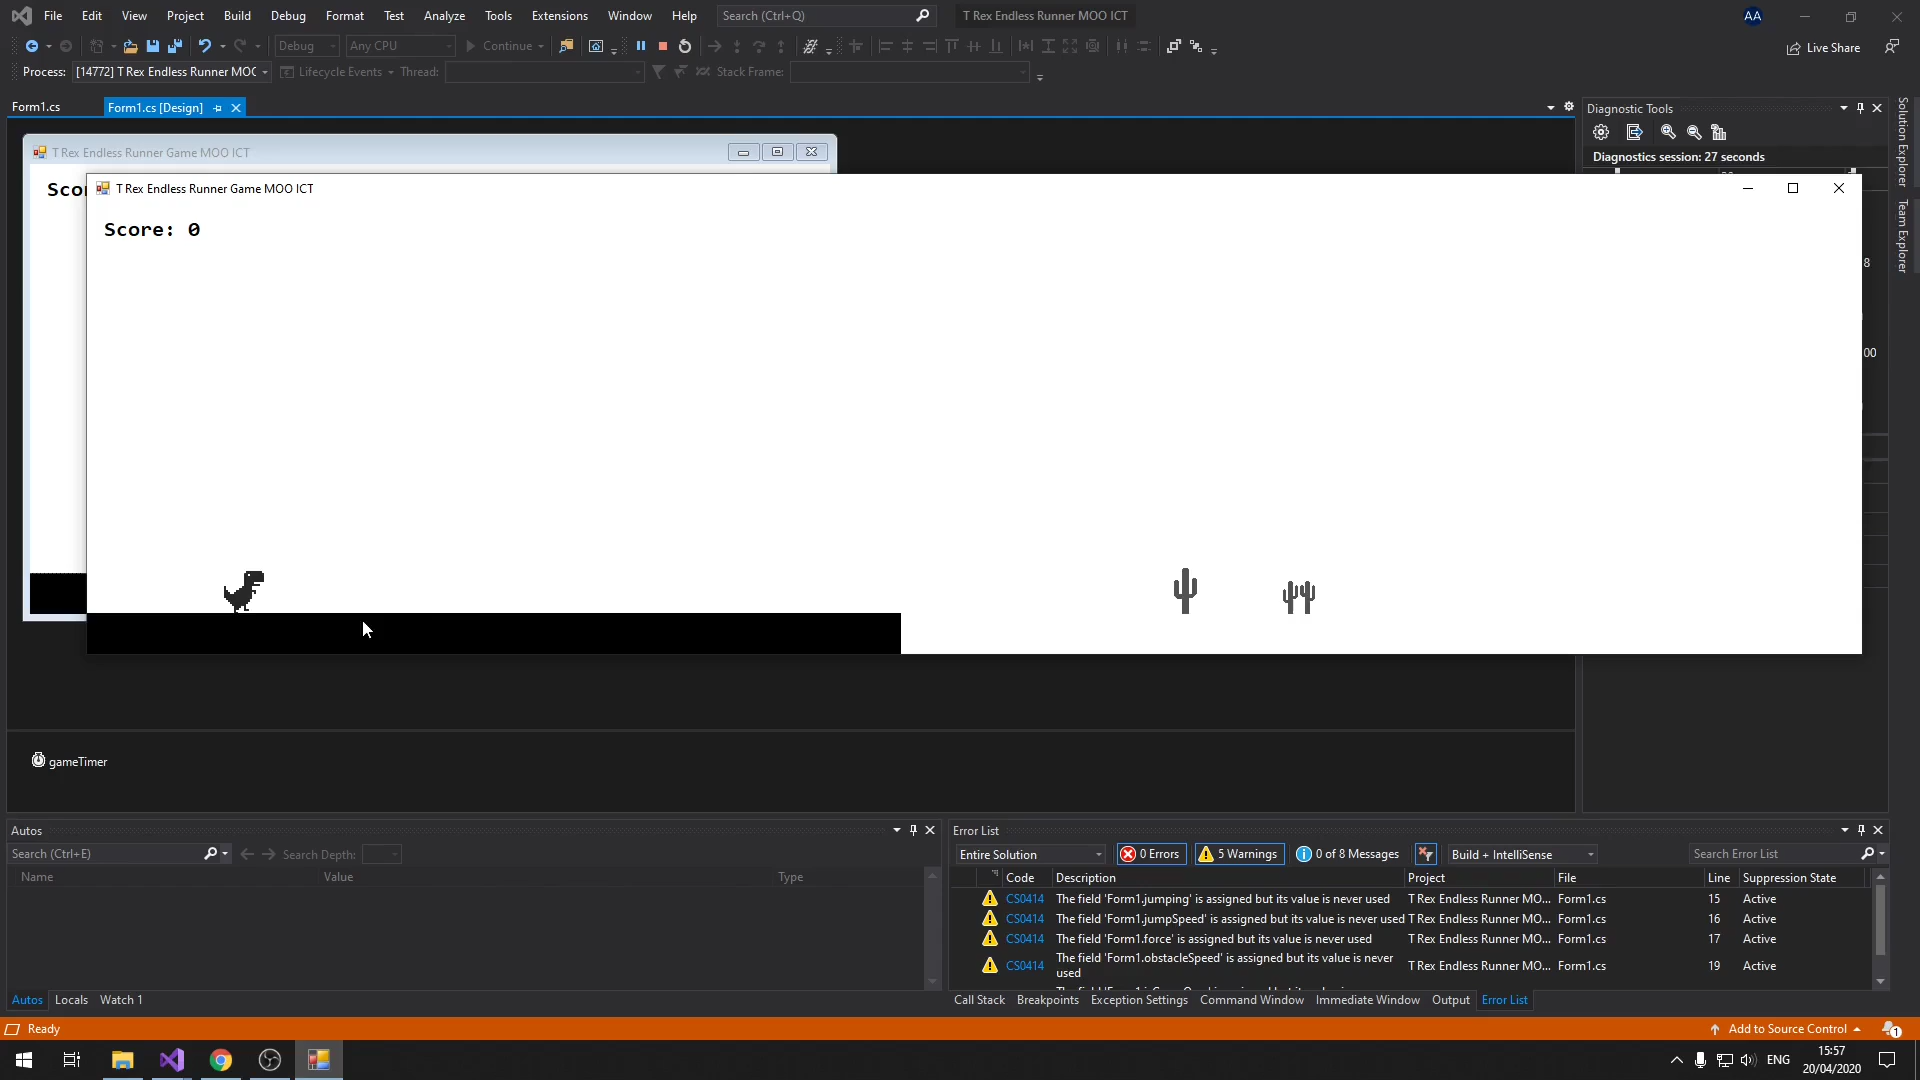 File Edit View Project Build Debug Format Test Analyze Tools Extensions Window Help Search (Ctrl+Q) T Rex Endless Runner MOO ICT AA
Debug Any CPU Continue Live Share
Process: [14772] T Rex Endless Runner MOO Lifecycle Events Thread: Stack Frame:
Form1.cs Form1.cs [Design]
Diagnostic Tools
Diagnostics session: 27 seconds
Solution Explorer
Team Explorer
T Rex Endless Runner Game MOO ICT
T Rex Endless Runner Game MOO ICT
Score: 0
8
00
gameTimer
Autos
Search (Ctrl+E) Search Depth:
Name Value Type
Autos Locals Watch 1
Error List
Entire Solution 0 Errors 5 Warnings 0 of 8 Messages Build + IntelliSense Search Error List
Code Description Project File Line Suppression State
CS0414 The field 'Form1.jumping' is assigned but its value is never used T Rex Endless Runner MO... Form1.cs 15 Active
CS0414 The field 'Form1.jumpSpeed' is assigned but its value is never used T Rex Endless Runner MO... Form1.cs 16 Active
CS0414 The field 'Form1.force' is assigned but its value is never used T Rex Endless Runner MO... Form1.cs 17 Active
CS0414 The field 'Form1.obstacleSpeed' is assigned but its value is never used T Rex Endless Runner MO... Form1.cs 19 Active
Call Stack Breakpoints Exception Settings Command Window Immediate Window Output Error List
Ready Add to Source Control 1
ENG 15:57
20/04/2020